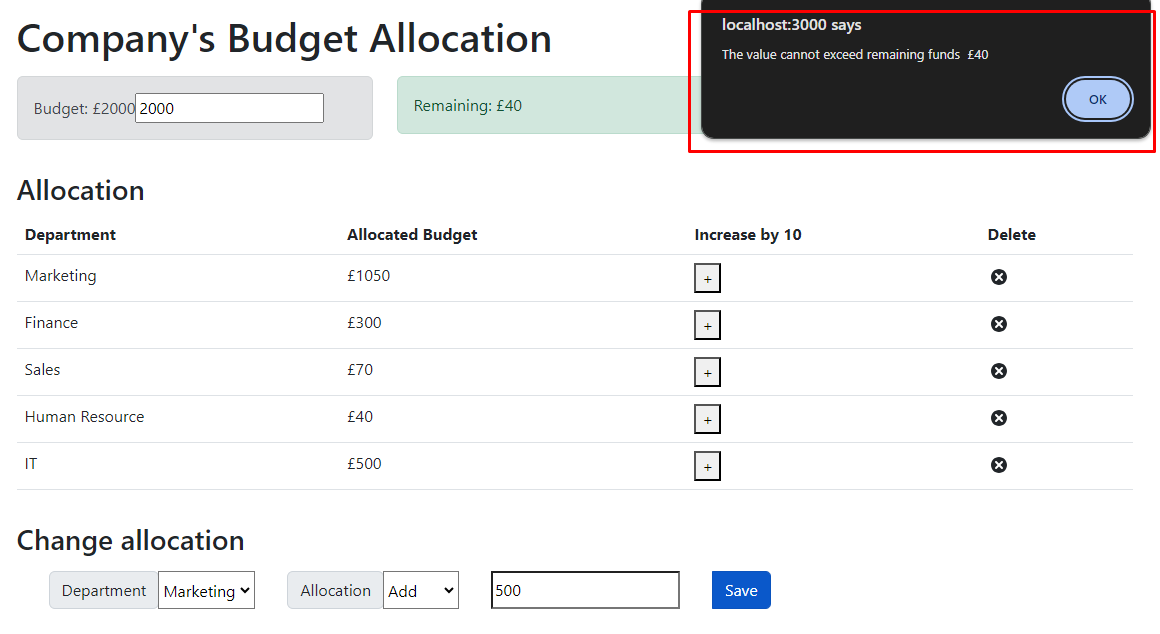 Company's Budget Allocation
localhost:3000 says
The value cannot exceed remaining funds £40
OK
Budget: £2000 2000
Remaining: £40
Allocation
Department Allocated Budget Increase by 10 Delete
Marketing £1050 +
Finance £300 +
Sales £70 +
Human Resource £40 +
IT £500 +
Change allocation
Department Marketing Allocation Add 500 Save